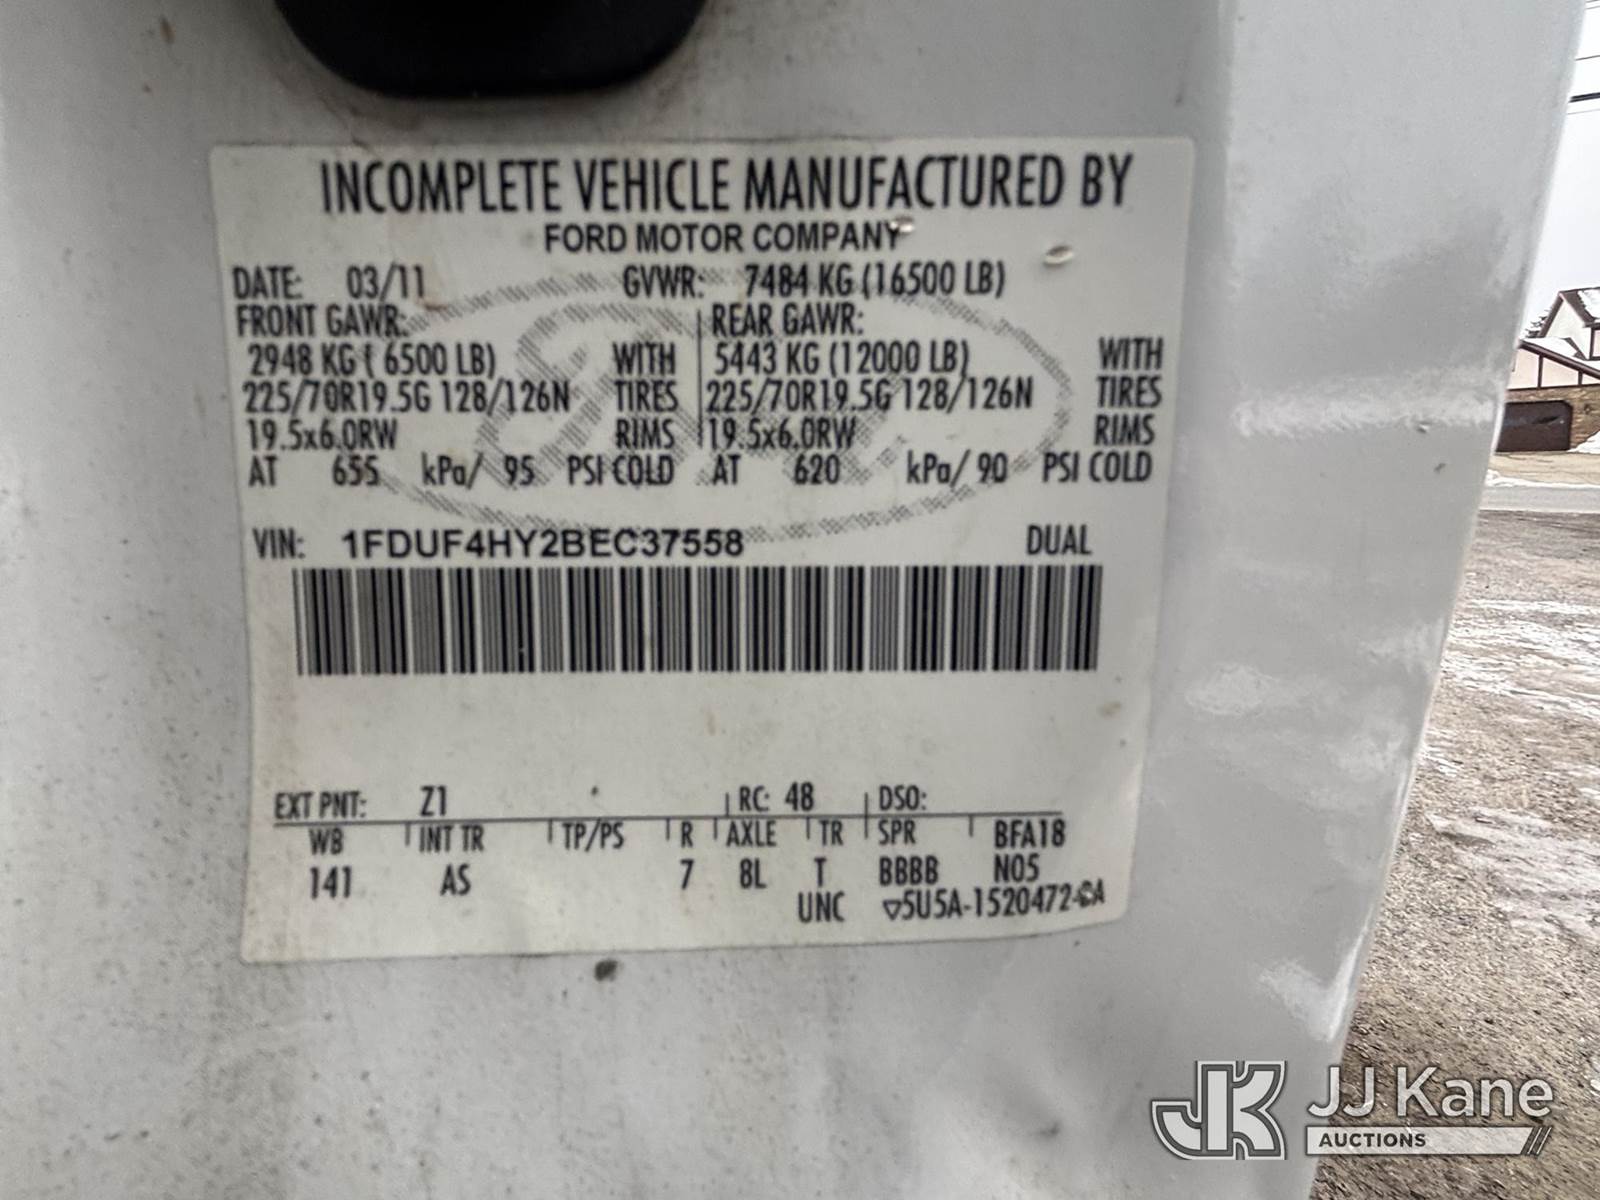 INCOMPLETE VEHICLE MANUFACTURED BY
FORD MOTOR COMPANY
DATE: 03/11 GVWR: 7484 KG (16500 LB)
FRONT GAWR: REAR GAWR:
2948 KG ( 6500 LB) WITH 5443 KG (12000 LB) WITH
225/70R19.5G 128/126N TIRES 225/70R19.5G 128/126N TIRES
19.5x6.0RW RIMS 19.5x6.0RW RIMS
AT 655 kPa/ 95 PSI COLD AT 620 kPa/ 90 PSI COLD
VIN: 1FDUF4HY2BEC37558 DUAL
EXT PNT: Z1 RC: 48 DSO:
WB INT TR TP/PS R AXLE TR SPR BFA18
141 AS 7 8L T BBBB N05
UNC ▽5U5A-1520472-CA
JK JJ Kane
AUCTIONS